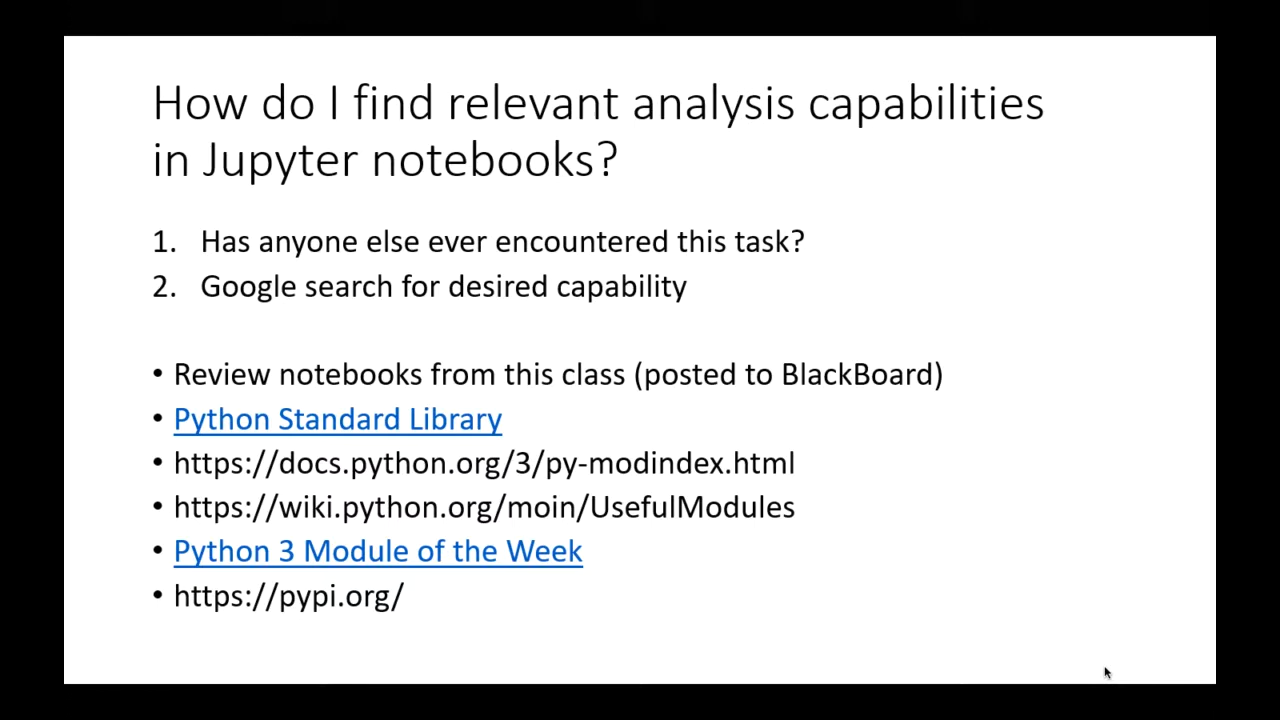 How do I find relevant analysis capabilities
in Jupyter notebooks?
1. Has anyone else ever encountered this task?
2. Google search for desired capability
• Review notebooks from this class (posted to BlackBoard)
• Python Standard Library
• https://docs.python.org/3/py-modindex.html
• https://wiki.python.org/moin/UsefulModules
• Python 3 Module of the Week
• https://pypi.org/